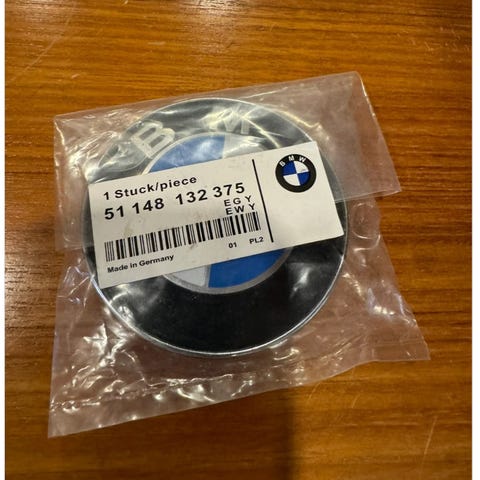 B M
1 Stuck/piece
51 148 132 375
EGY
EWY
01 PL2
Made in Germany
BMW